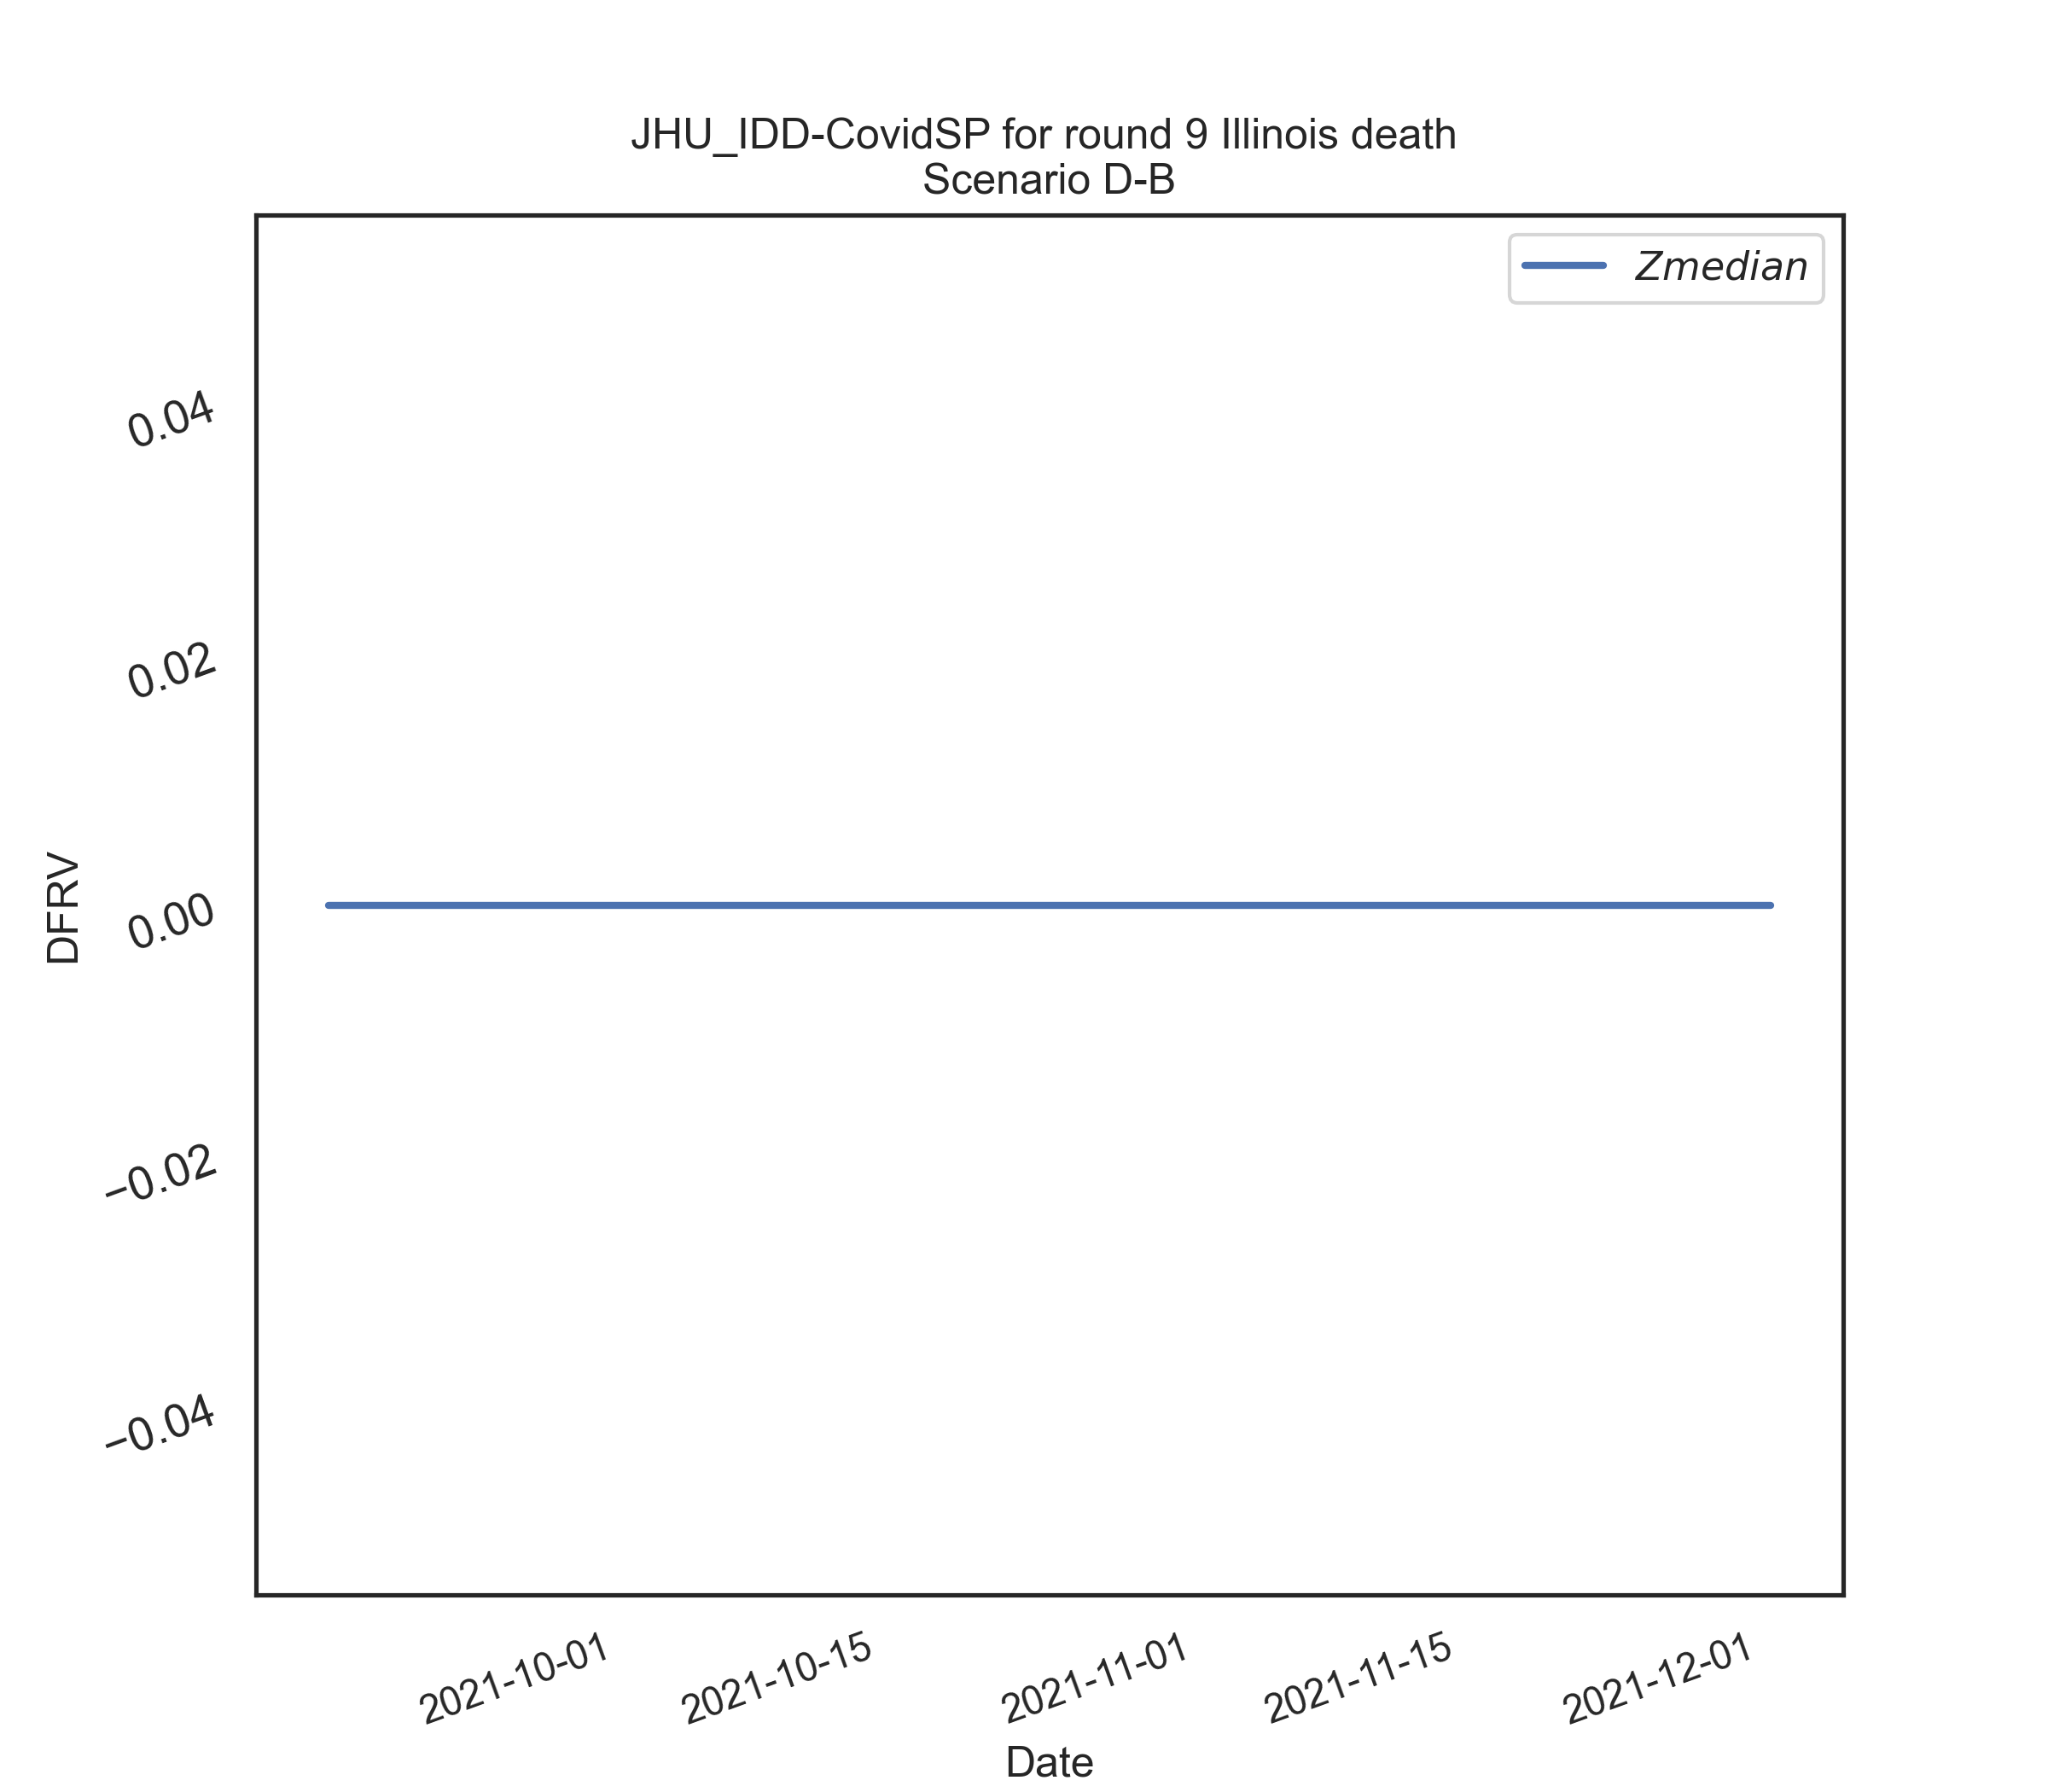 JHU_IDD-CovidSP for round 9 Illinois death
Scenario D-B
Zmedian
0.04
0.02
0.00
−0.02
−0.04
DFRV
2021-10-01
2021-10-15
2021-11-01
2021-11-15
2021-12-01
Date